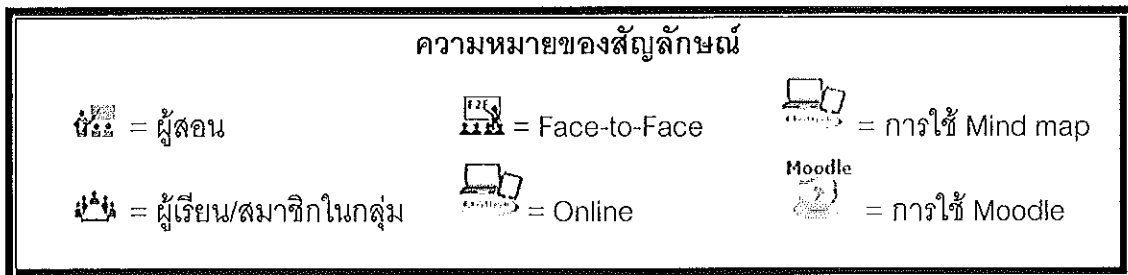 ความหมายของสัญลักษณ์
= ผู้สอน = Face-to-Face = การใช้ Mind map
= ผู้เรียน/สมาชิกในกลุ่ม = Online Moodle = การใช้ Moodle
F2F